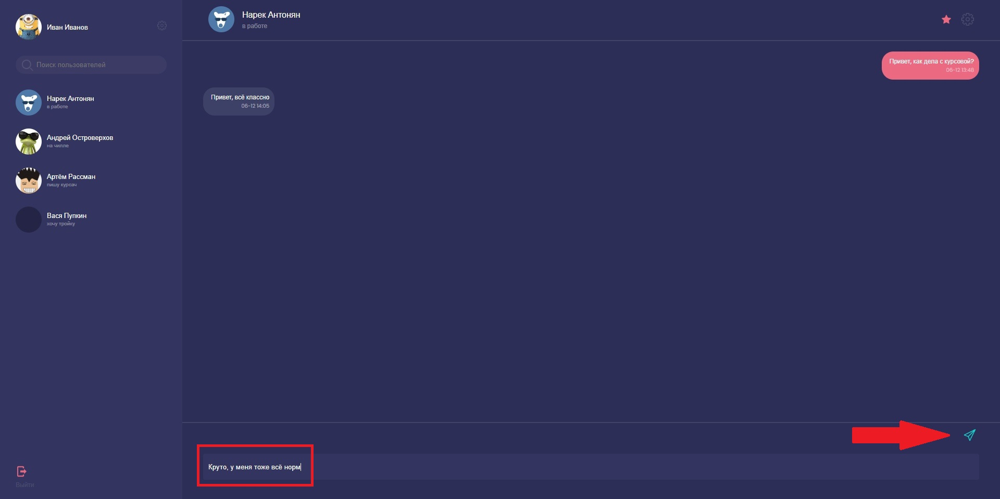 Иван Иванов
Поиск пользователей
Нарек Антонян
в работе
Андрей Островерхов
на чилле
Артём Рассман
пишу курсач
Вася Пупкин
хочу тройку
Выйти
Нарек Антонян
в работе
Привет, как дела с курсовой?
06-12 13:48
Привет, всё классно
06-12 14:05
Круто, у меня тоже всё норм